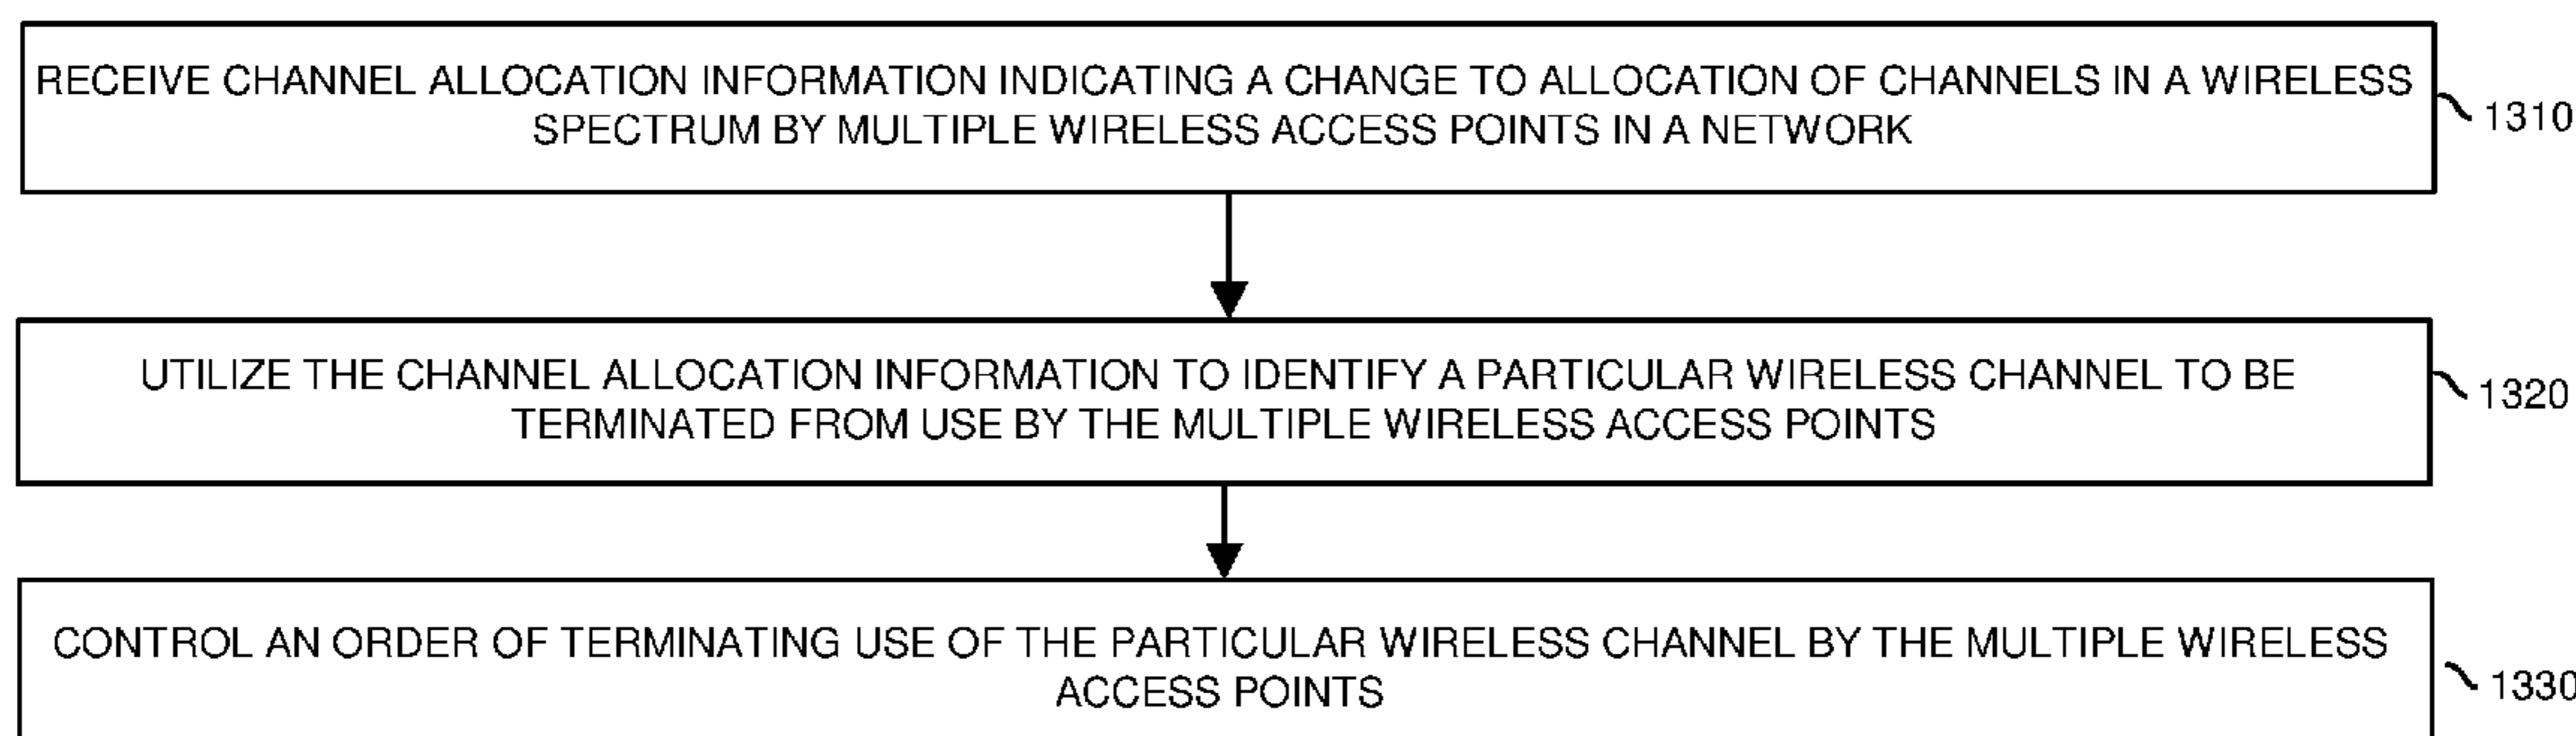 RECEIVE CHANNEL ALLOCATION INFORMATION INDICATING A CHANGE TO ALLOCATION OF CHANNELS IN A WIRELESS
SPECTRUM BY MULTIPLE WIRELESS ACCESS POINTS IN A NETWORK
1310
UTILIZE THE CHANNEL ALLOCATION INFORMATION TO IDENTIFY A PARTICULAR WIRELESS CHANNEL TO BE
TERMINATED FROM USE BY THE MULTIPLE WIRELESS ACCESS POINTS
1320
CONTROL AN ORDER OF TERMINATING USE OF THE PARTICULAR WIRELESS CHANNEL BY THE MULTIPLE WIRELESS
ACCESS POINTS
1330